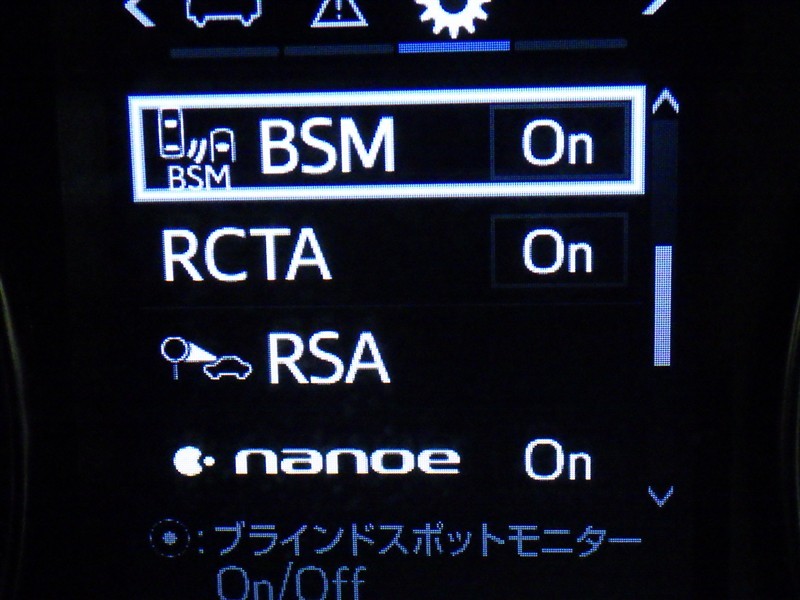 BSM BSM On
RCTA On
RSA
nanoe On
: ブラインドスポットモニター
On/Off